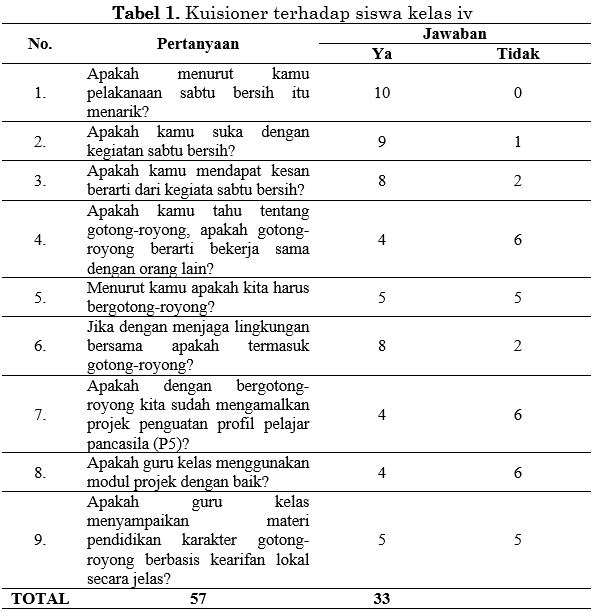 Tabel 1. Kuisioner terhadap siswa kelas iv
No. Pertanyaan Jawaban
Ya Tidak
Apakah menurut kamu
1. pelakanaan sabtu bersih itu 10 0
menarik?
2. Apakah kamu suka dengan 9 1
kegiatan sabtu bersih?
3. Apakah kamu mendapat kesan 8 2
berarti dari kegiata sabtu bersih?
Apakah kamu tahu tentang
4. gotong-royong, apakah gotong- 4 6
royong berarti bekerja sama
dengan orang lain?
5. Menurut kamu apakah kita harus 5 5
bergotong-royong?
Jika dengan menjaga lingkungan
6. bersama apakah termasuk 8 2
gotong-royong?
Apakah dengan bergotong-
7. royong kita sudah mengamalkan 4 6
projek penguatan profil pelajar
pancasila (P5)?
8. Apakah guru kelas menggunakan 4 6
modul projek dengan baik?
Apakah guru kelas
menyampaikan materi
9. pendidikan karakter gotong- 5 5
royong berbasis kearifan lokal
secara jelas?
TOTAL 57 33